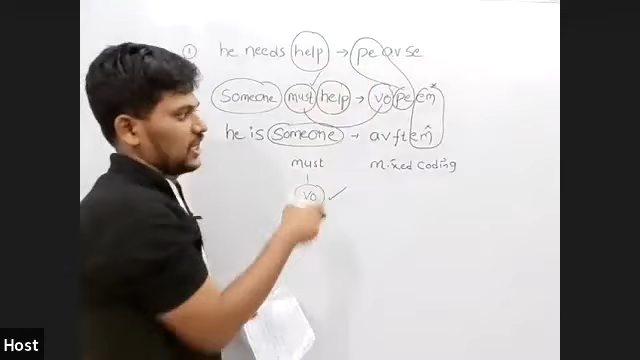 ① he needs help → pe av se
Someone must help → vo pe em ×
he is someone → av ft em
must mixed coding
vo ✓
Host